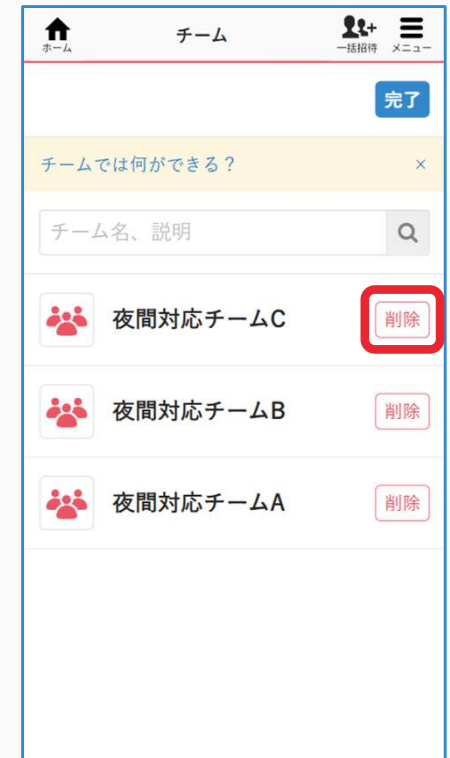 ホーム
チーム
一括招待
メニュー
完了
チームでは何ができる？ ×
チーム名、説明
夜間対応チームC 削除
夜間対応チームB 削除
夜間対応チームA 削除